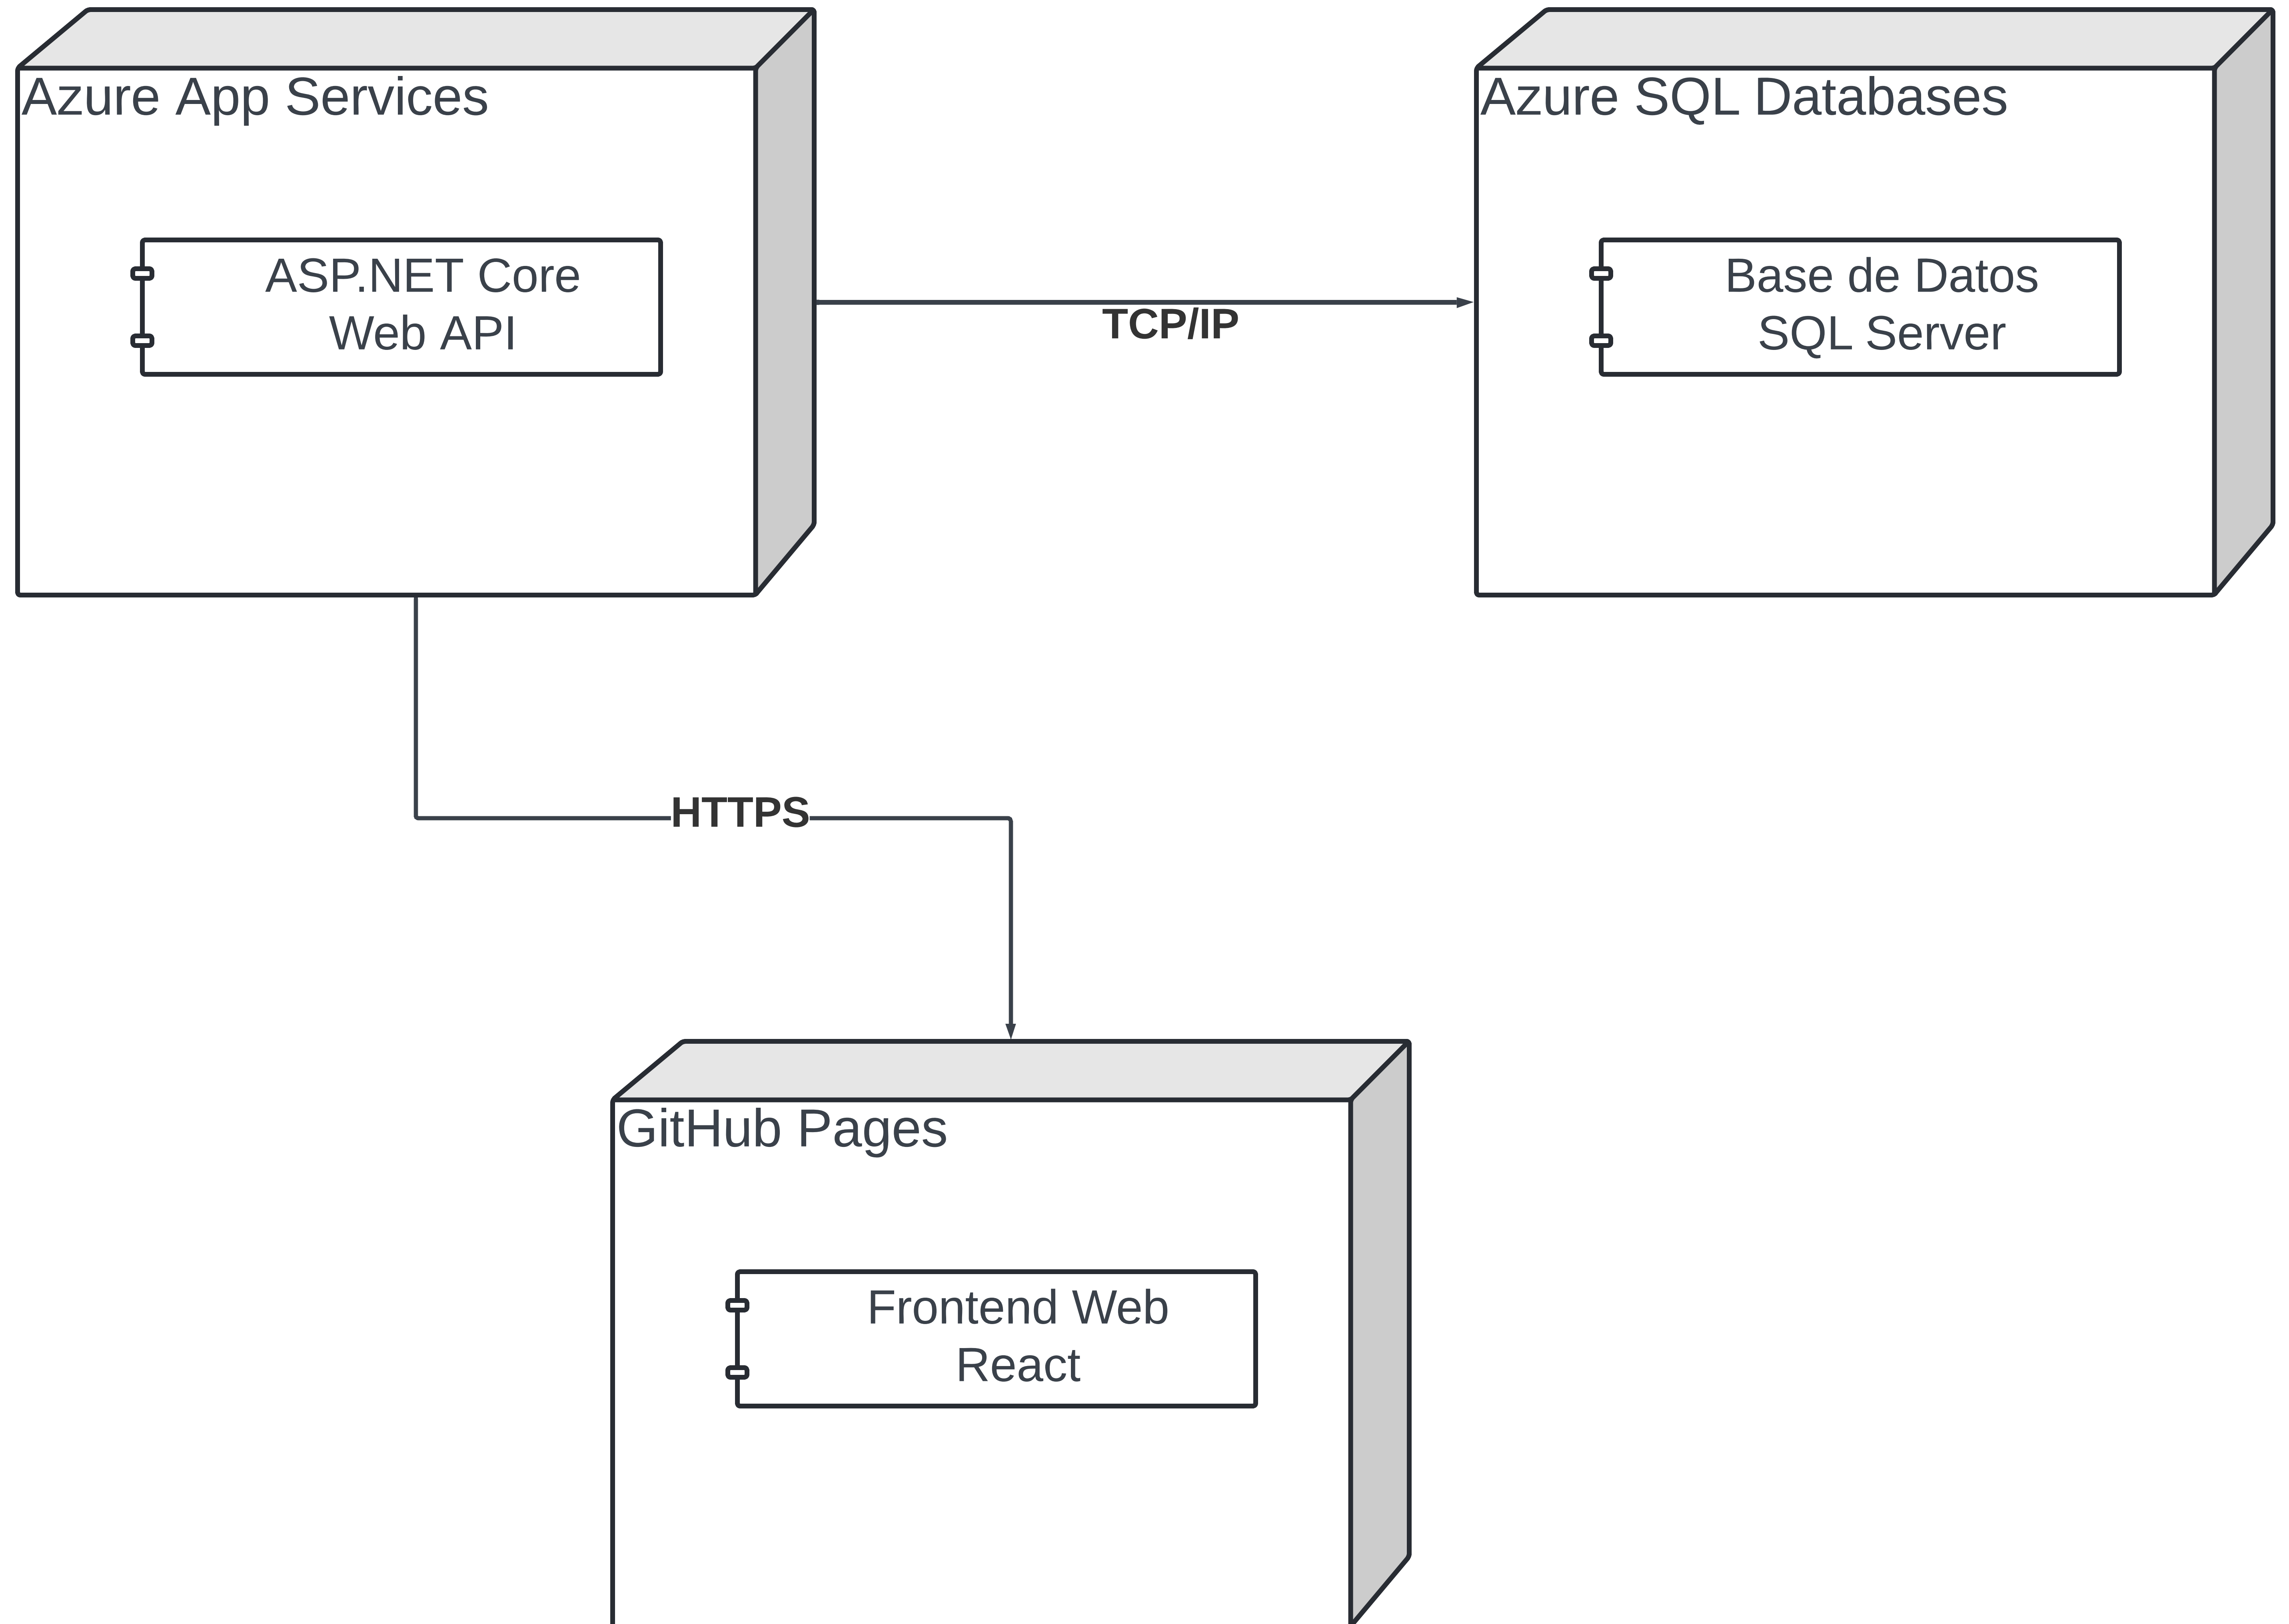 Azure App Services
ASP.NET Core
Web API
TCP/IP
Azure SQL Databases
Base de Datos
SQL Server
HTTPS
GitHub Pages
Frontend Web
React